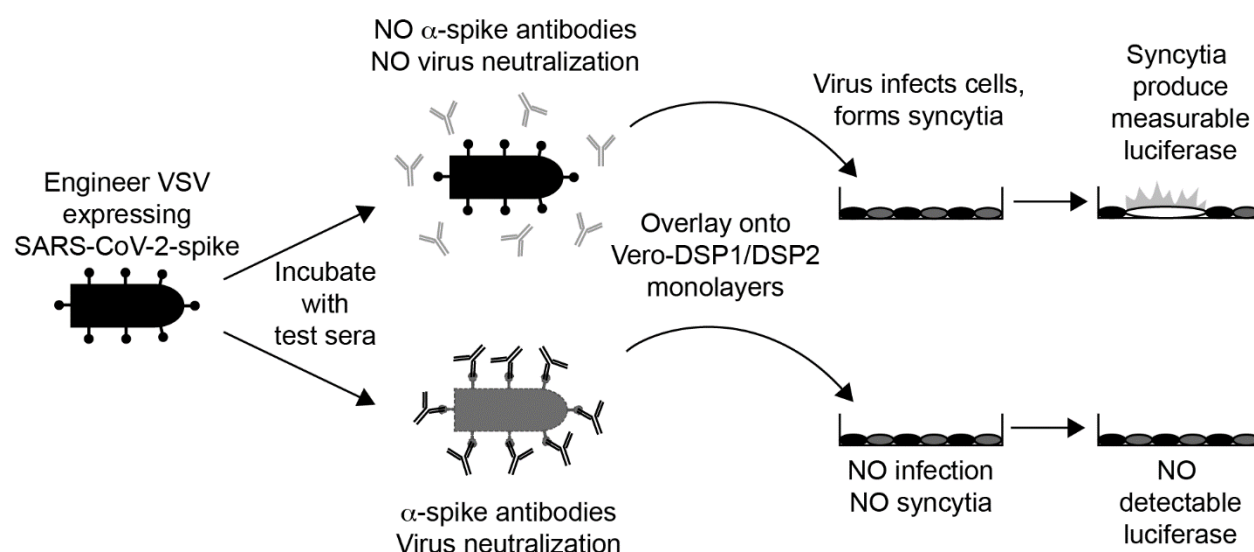 NO α-spike antibodies
NO virus neutralization
Engineer VSV
expressing
SARS-CoV-2-spike
Incubate
with
test sera
α-spike antibodies
Virus neutralization
Overlay onto
Vero-DSP1/DSP2
monolayers
Virus infects cells,
forms syncytia
Syncytia
produce
measurable
luciferase
NO infection
NO syncytia
NO
detectable
luciferase